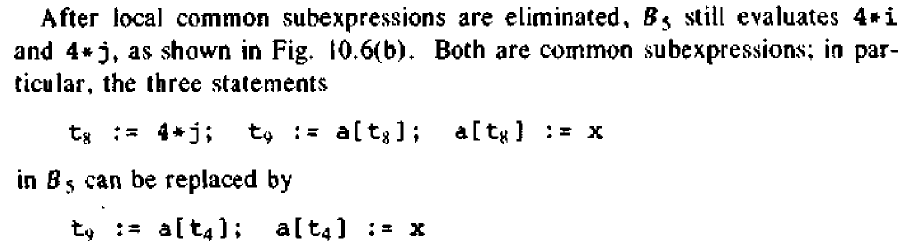 After local common subexpressions are eliminated, B₅ still evaluates 4*i
and 4*j, as shown in Fig. 10.6(b). Both are common subexpressions; in par-
ticular, the three statements
t₈ := 4*j; t₉ := a[t₈]; a[t₈] := x
in B₅ can be replaced by
t₉ := a[t₄]; a[t₄] := x